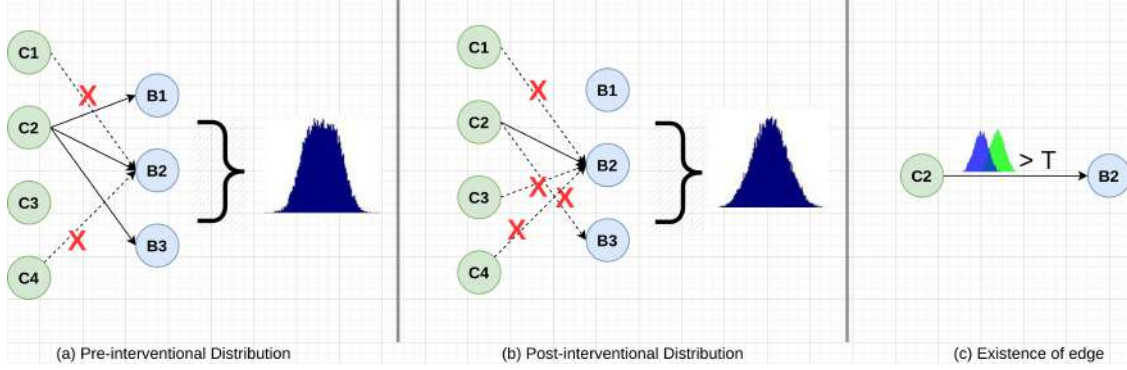 C1
X
B1
C2
B2
C3
X
B3
C4
(a) Pre-interventional Distribution
C1
X
B1
C2
B2
X
X
C3
X
B3
C4
(b) Post-interventional Distribution
C2
> T
B2
(c) Existence of edge